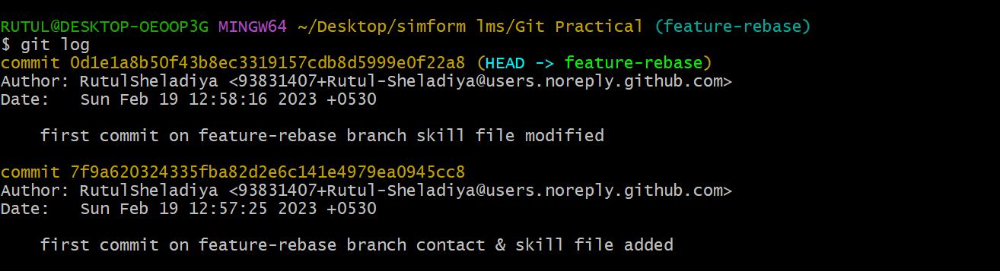 RUTUL@DESKTOP-OEOOP3G MINGW64 ~/Desktop/simform lms/Git Practical (feature-rebase)
$ git log
commit 0d1e1a8b50f43b8ec3319157cdb8d5999e0f22a8 (HEAD -> feature-rebase)
Author: RutulSheladiya <93831407+Rutul-Sheladiya@users.noreply.github.com>
Date:   Sun Feb 19 12:58:16 2023 +0530
    first commit on feature-rebase branch skill file modified
commit 7f9a620324335fba82d2e6c141e4979ea0945cc8
Author: RutulSheladiya <93831407+Rutul-Sheladiya@users.noreply.github.com>
Date:   Sun Feb 19 12:57:25 2023 +0530
    first commit on feature-rebase branch contact & skill file added